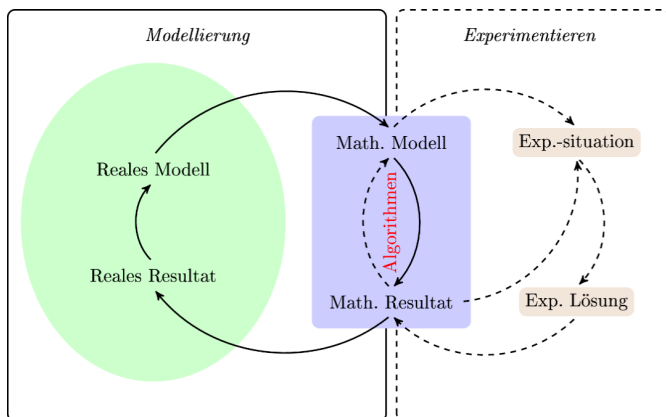 Modellierung
Experimentieren
Math. Modell
Exp.-situation
Reales Modell
Algorithmen
Reales Resultat
Math. Resultat
Exp. Lösung